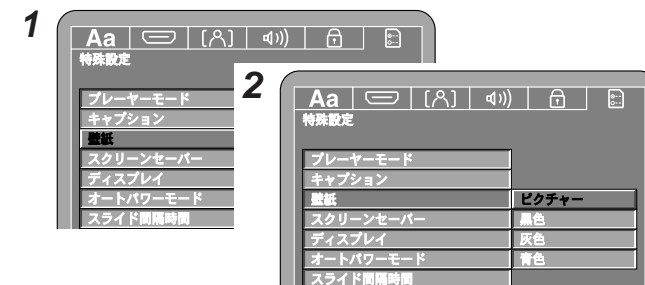 1
Aa
特殊設定
プレーヤーモード
キャプション
壁紙
スクリーンセーバー
ディスプレイ
オートパワーモード
スライド間隔時間
2
Aa
特殊設定
プレーヤーモード
キャプション
壁紙 ピクチャー
スクリーンセーバー 黒色
ディスプレイ 灰色
オートパワーモード 青色
スライド間隔時間